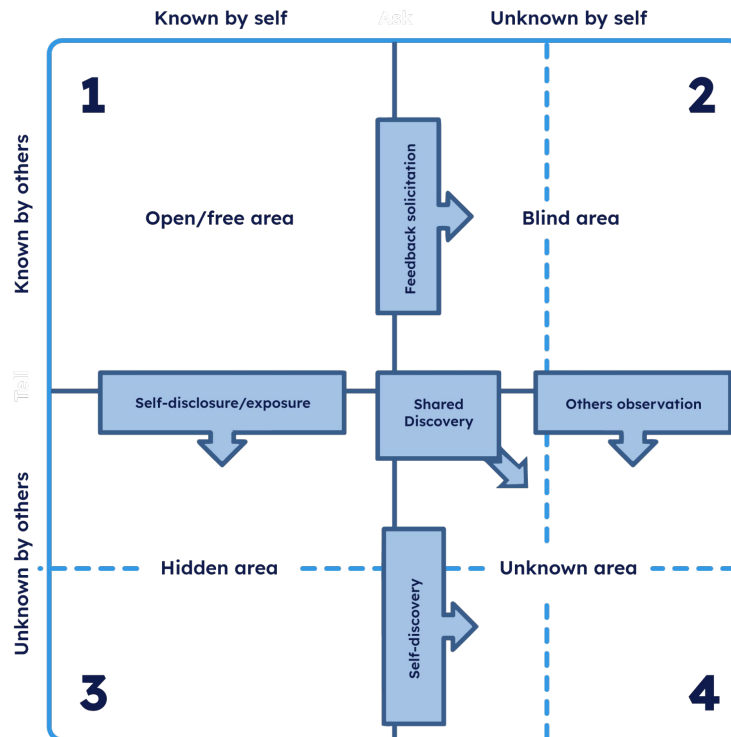 Known by self
Ask
Unknown by self
1
2
Known by others
Feedback solicitation
Open/free area
Blind area
Tell
Self-disclosure/exposure
Shared
Discovery
Others observation
Unknown by others
Hidden area
Unknown area
Self-discovery
3
4